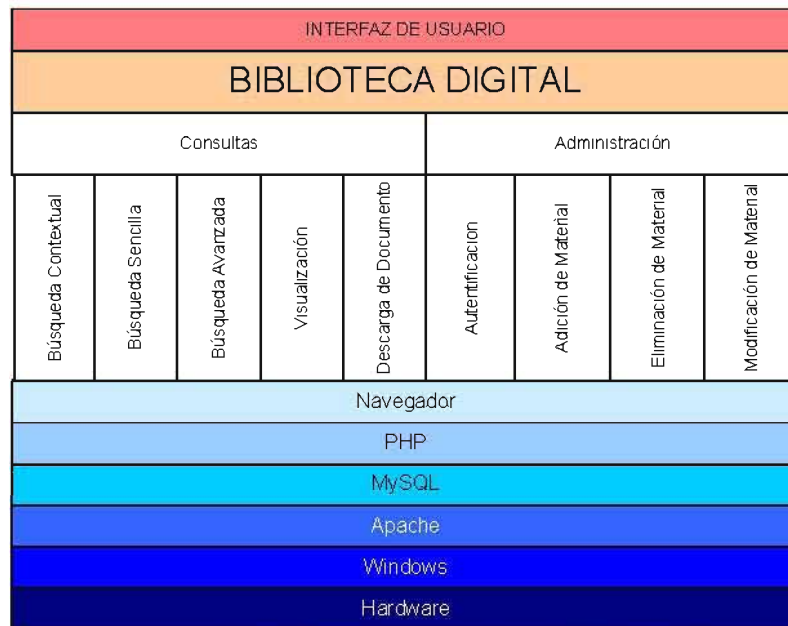 INTERFAZ DE USUARIO
BIBLIOTECA DIGITAL
Consultas
Administración
Búsqueda Contextual
Búsqueda Sencilla
Búsqueda Avanzada
Visualización
Descarga de Documento
Autentificacion
Adición de Material
Eliminación de Material
Modificación de Material
Navegador
PHP
MySQL
Apache
Windows
Hardware